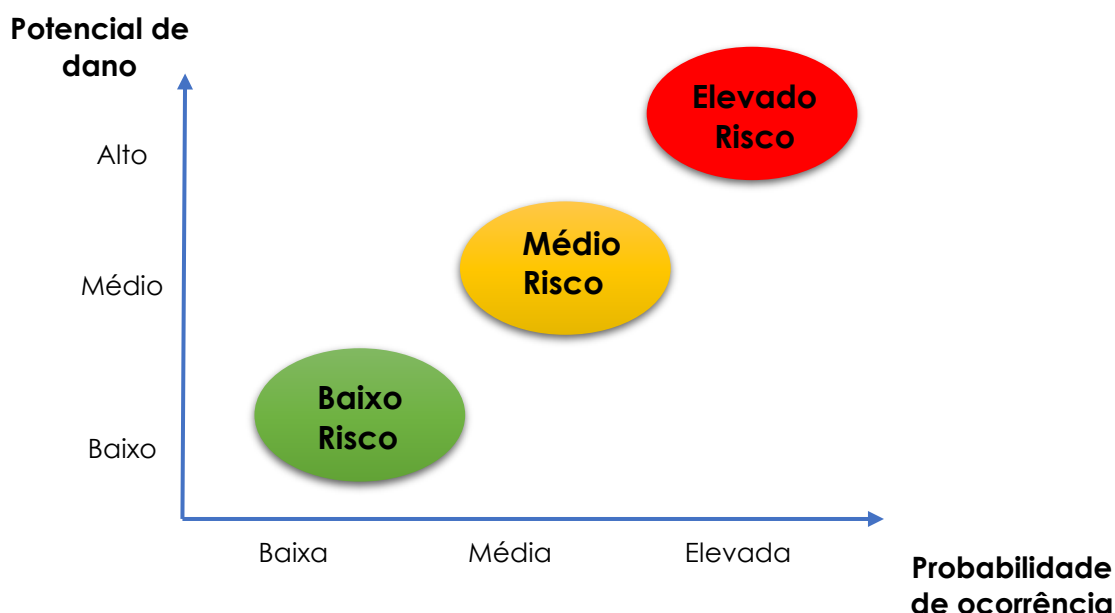 Potencial de
dano
Elevado
Risco
Alto
Médio
Risco
Médio
Baixo
Risco
Baixo
Baixa
Média
Elevada
Probabilidade
de ocorrência